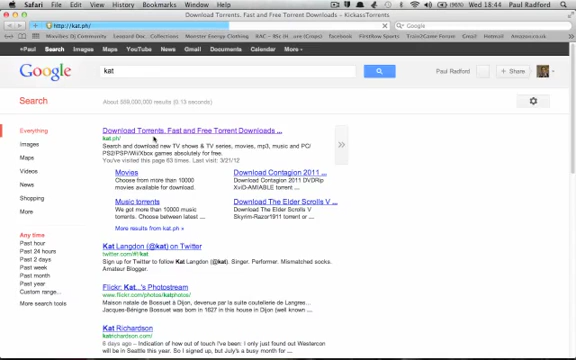 Safari File Edit View History Bookmarks Window Help (96%) Wed 18:44 Paul Radford
Download Torrents. Fast and Free Torrent Downloads - KickassTorrents
http://kat.ph/ Google
+Paul Search Images Maps YouTube News Gmail Documents Calendar More
Google kat Paul Radford + Share
Search About 559,000,000 results (0.13 seconds)
Everything
Images
Maps
Videos
News
Shopping
More
Any time
Past hour
Past 24 hours
Past 2 days
Past week
Past month
Past year
Custom range...
More search tools
Download Torrents. Fast and Free Torrent Downloads ...
kat.ph/
Search and download new TV shows & TV series, movies, mp3, music and PC/
PS2/PSP/Wii/Xbox games absolutely for free.
You've visited this page 63 times. Last visit: 3/21/12
Movies
Choose from more than 10000
movies available for download.
Download Contagion 2011 ...
Download Contagion 2011 DVDRip
XviD-AMIABLE torrent ...
Music torrents
We got more than 10000 music
torrents. Choose between latest ...
Download The Elder Scrolls V ...
Download The Elder Scrolls V
Skyrim-Razor1911 torrent or ...
More results from kat.ph »
Kat Langdon (@kat) on Twitter
twitter.com/#!/kat
Sign up for Twitter to follow Kat Langdon (@kat). Singer. Performer. Mismatched socks.
Amateur Blogger.
Flickr: Kat...'s Photostream
www.flickr.com/photos/katphotos/
Maison natale de Bossuet à Dijon, devenue par la suite coutellerie de Langres...
Jacques-Bénigne Bossuet was born in 1627 in this house in Dijon (well known ...
Kat Richardson
6 days ago - Indication of how out of touch I've been: I only just found out Westercon
will be in Seattle this year. So I signed up, but July's a busy month for ...